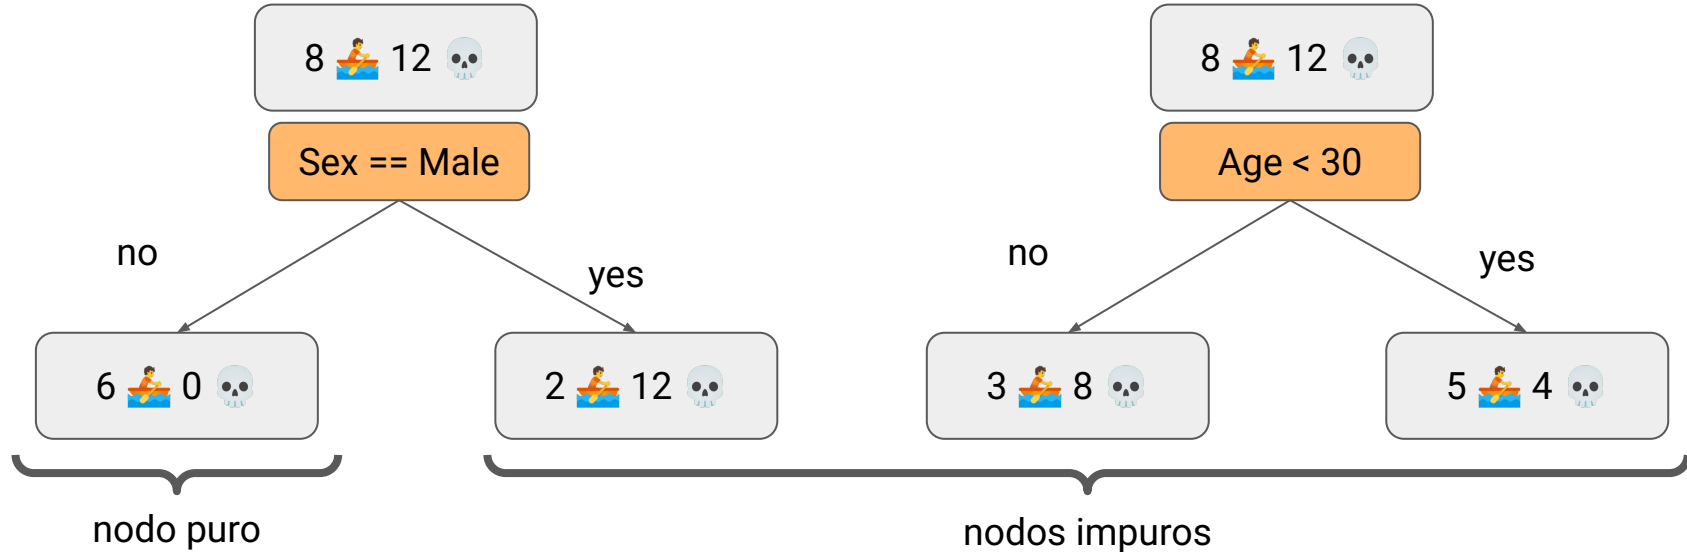 8 🚣 12 💀
8 🚣 12 💀
Sex == Male
Age < 30
no
yes
no
yes
6 🚣 0 💀
2 🚣 12 💀
3 🚣 8 💀
5 🚣 4 💀
nodo puro
nodos impuros